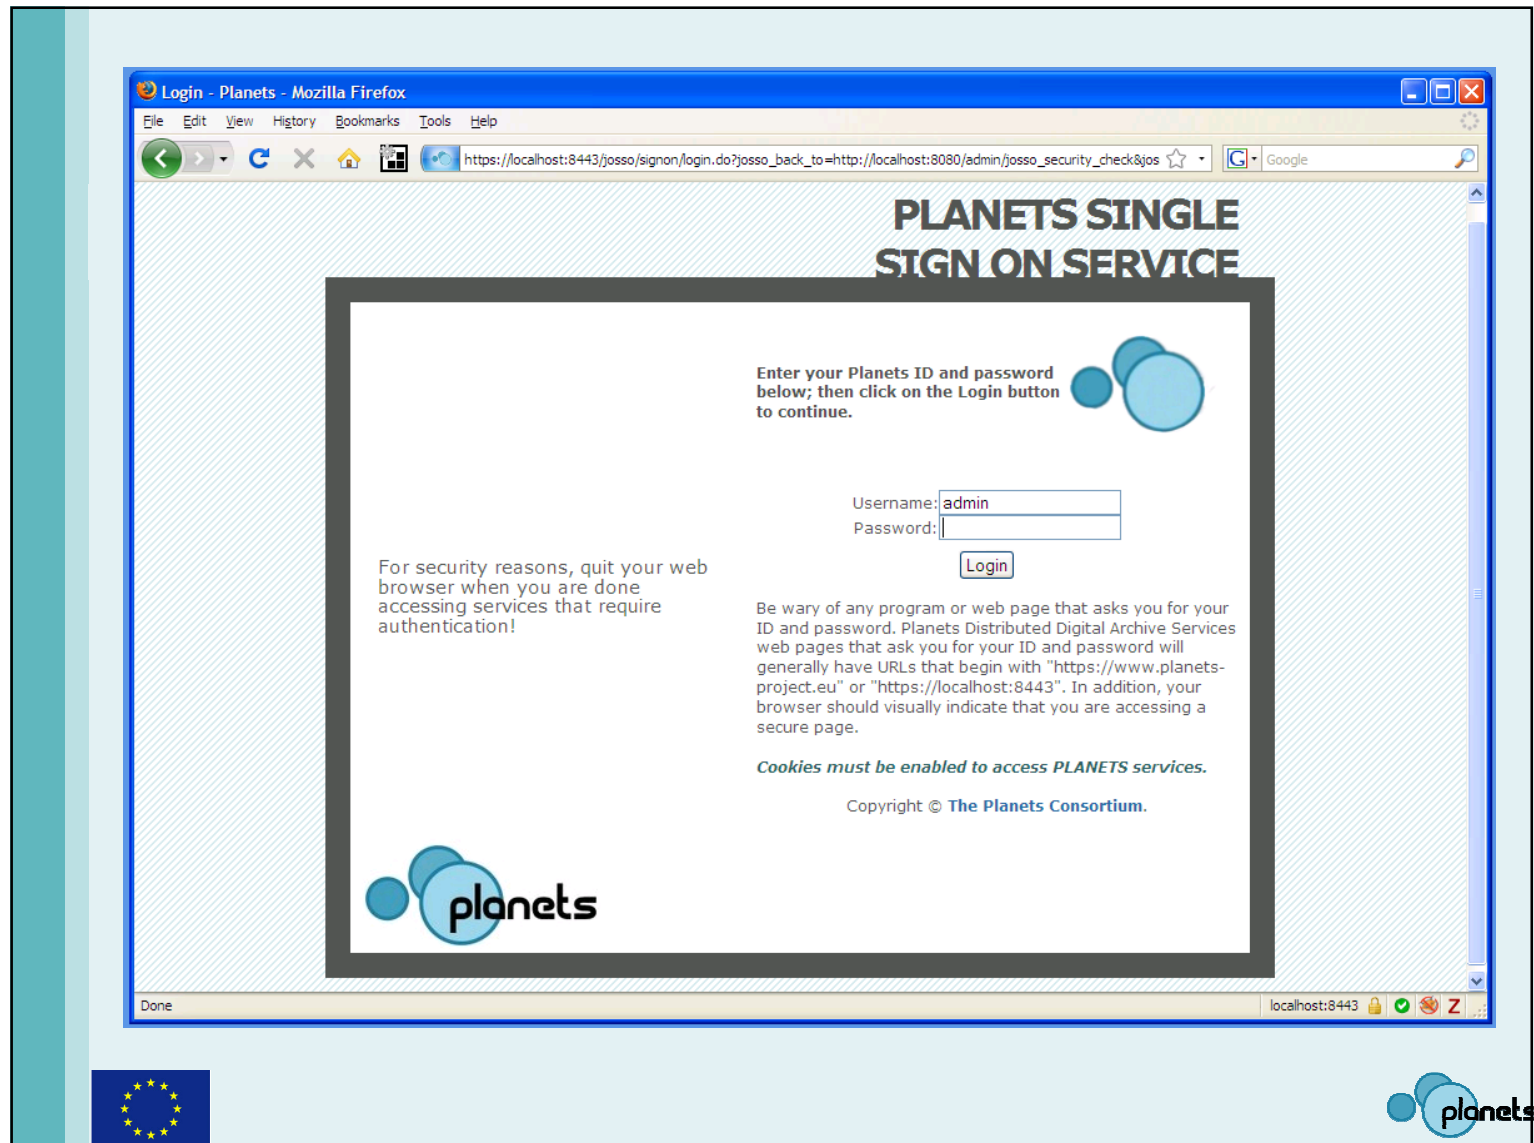 Login - Planets - Mozilla Firefox
File Edit View History Bookmarks Tools Help
https://localhost:8443/josso/signon/login.do?josso_back_to=http://localhost:8080/admin/josso_security_check&jos
G Google
PLANETS SINGLE
SIGN ON SERVICE
Enter your Planets ID and password
below; then click on the Login button
to continue.
Username: admin
Password:
Login
For security reasons, quit your web
browser when you are done
accessing services that require
authentication!
Be wary of any program or web page that asks you for your
ID and password. Planets Distributed Digital Archive Services
web pages that ask you for your ID and password will
generally have URLs that begin with "https://www.planets-
project.eu" or "https://localhost:8443". In addition, your
browser should visually indicate that you are accessing a
secure page.
Cookies must be enabled to access PLANETS services.
Copyright © The Planets Consortium.
planets
Done
localhost:8443 Z
planets